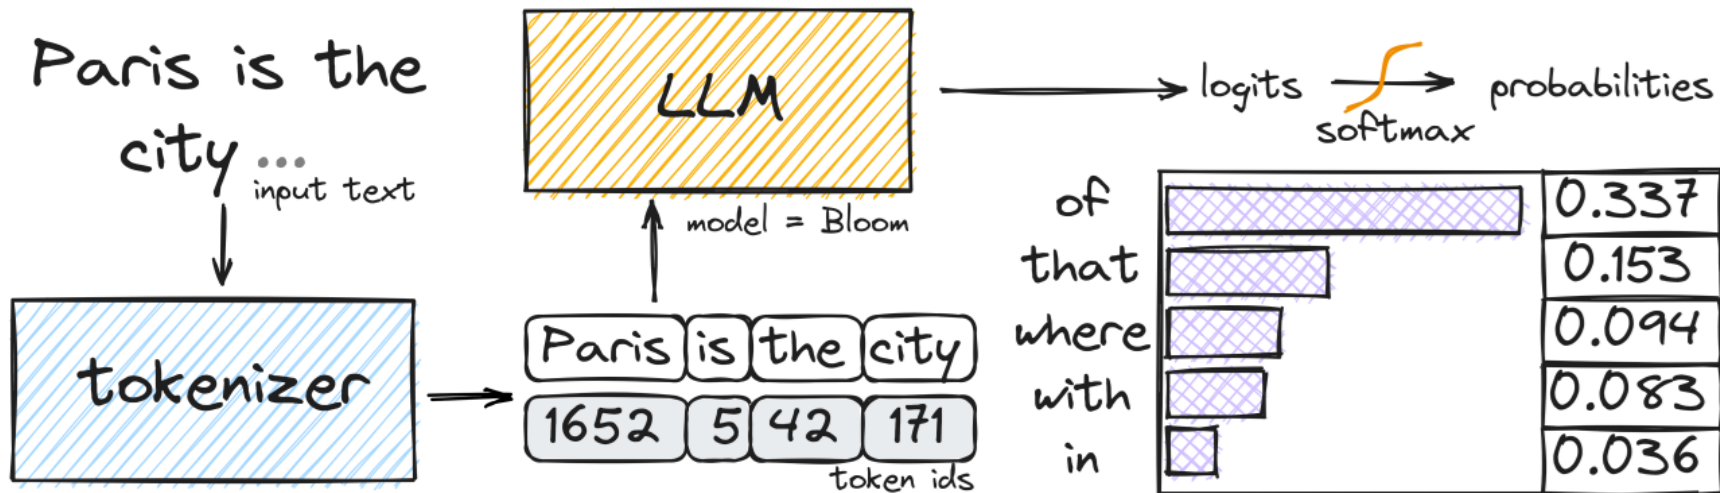 Paris is the
city ...
input text
tokenizer
Paris is the city
1652 5 42 171
token ids
LLM
model = Bloom
logits
softmax
probabilities
of 0.337
that 0.153
where 0.094
with 0.083
in 0.036